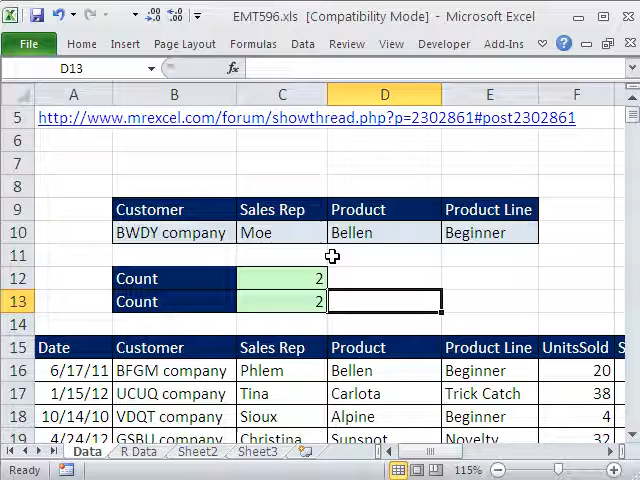 EMT596.xls [Compatibility Mode] - Microsoft Excel
File Home Insert Page Layout Formulas Data Review View Developer Add-Ins
D13 fx
A B C D E F
5 http://www.mrexcel.com/forum/showthread.php?p=2302861#post2302861
6
7
8
9 Customer Sales Rep Product Product Line
10 BWDY company Moe Bellen Beginner
11
12 Count 2
13 Count 2
14
15 Date Customer Sales Rep Product Product Line UnitsSold S
16 6/17/11 BFGM company Phlem Bellen Beginner 20
17 1/15/12 UCUQ company Tina Carlota Trick Catch 38
18 10/14/10 VDQT company Sioux Alpine Beginner 4
19 4/24/12 GSBU company Christina Sunspot Novelty 32
Data R Data Sheet2 Sheet3
Ready 115%